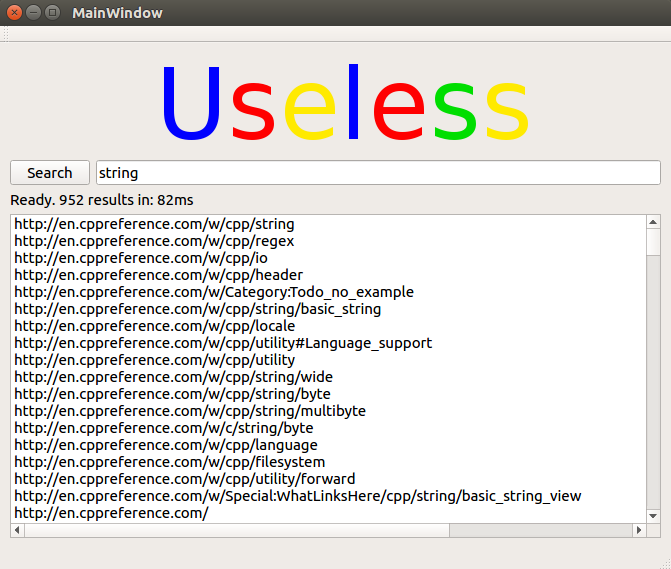 MainWindow
Useless
Search string
Ready. 952 results in: 82ms
http://en.cppreference.com/w/cpp/string
http://en.cppreference.com/w/cpp/regex
http://en.cppreference.com/w/cpp/io
http://en.cppreference.com/w/cpp/header
http://en.cppreference.com/w/Category:Todo_no_example
http://en.cppreference.com/w/cpp/string/basic_string
http://en.cppreference.com/w/cpp/locale
http://en.cppreference.com/w/cpp/utility#Language_support
http://en.cppreference.com/w/cpp/utility
http://en.cppreference.com/w/cpp/string/wide
http://en.cppreference.com/w/cpp/string/byte
http://en.cppreference.com/w/cpp/string/multibyte
http://en.cppreference.com/w/c/string/byte
http://en.cppreference.com/w/cpp/language
http://en.cppreference.com/w/cpp/filesystem
http://en.cppreference.com/w/cpp/utility/forward
http://en.cppreference.com/w/Special:WhatLinksHere/cpp/string/basic_string_view
http://en.cppreference.com/